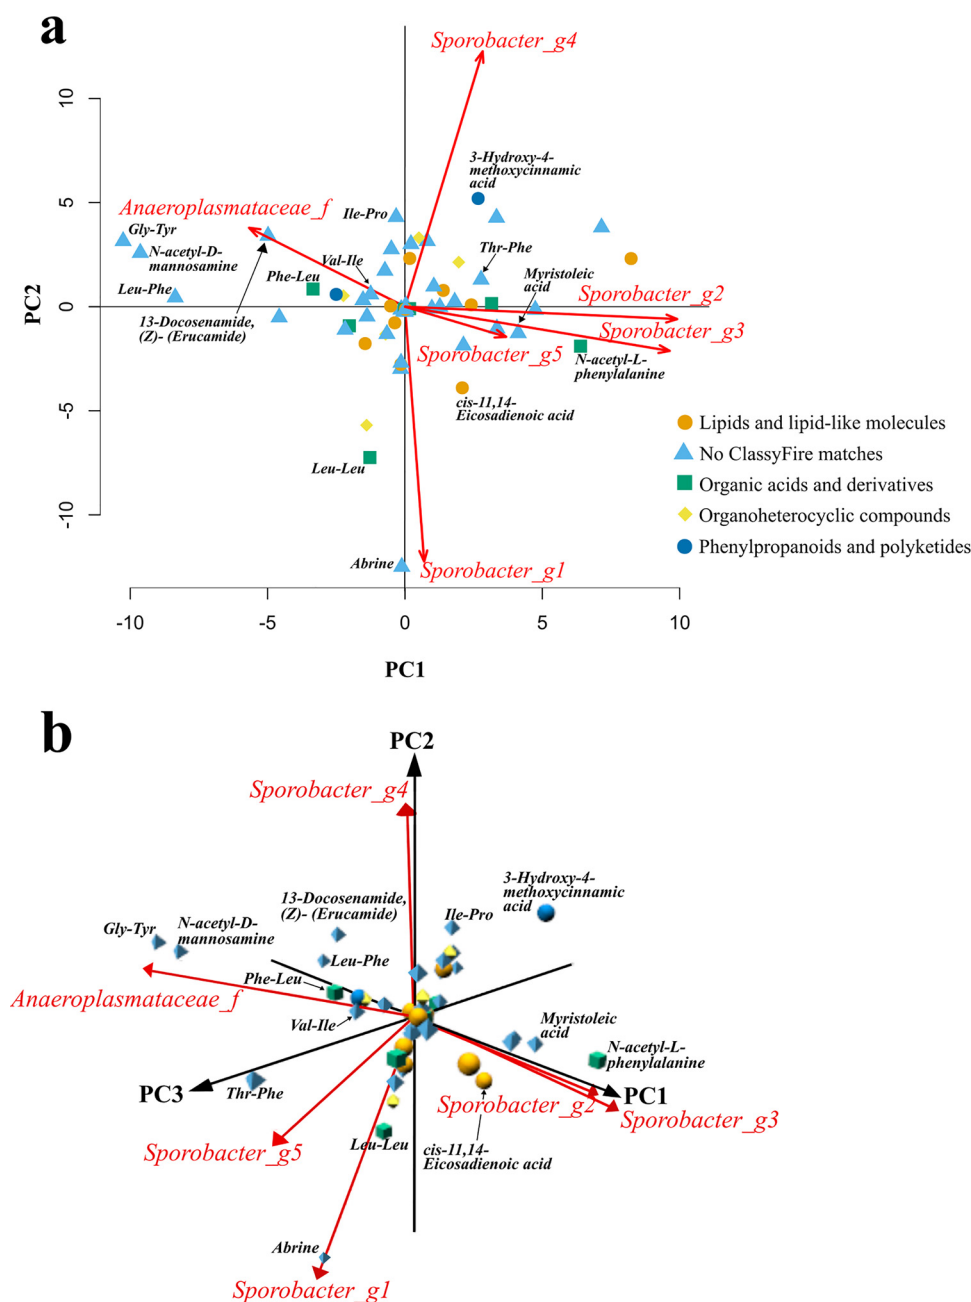 a
Sporobacter_g4
10
3-Hydroxy-4-
methoxycinnamic
acid
5
Anaeroplasmataceae_f
Ile-Pro
Gly-Tyr
N-acetyl-D-
mannosamine
Thr-Phe
Val-Ile
Myristoleic
acid
Phe-Leu
Leu-Phe
Sporobacter_g2
PC2
0
13-Docosenamide,
(Z)- (Erucamide)
Sporobacter_g3
Sporobacter_g5
N-acetyl-L-
phenylalanine
cis-11,14-
Eicosadienoic acid
-5
Lipids and lipid-like molecules
No ClassyFire matches
Leu-Leu
Organic acids and derivatives
-10
Organoheterocyclic compounds
Phenylpropanoids and polyketides
Abrine
Sporobacter_g1
-10 -5 0 5 10
PC1
b
PC2
Sporobacter_g4
3-Hydroxy-4-
methoxycinnamic
acid
13-Docosenamide,
(Z)- (Erucamide)
Ile-Pro
Gly-Tyr
N-acetyl-D-
mannosamine
Leu-Phe
Phe-Leu
Anaeroplasmataceae_f
Val-Ile
Myristoleic
acid
N-acetyl-L-
phenylalanine
PC3
Thr-Phe
PC1
Sporobacter_g2
Sporobacter_g3
Sporobacter_g5
Leu-Leu
cis-11,14-
Eicosadienoic acid
Abrine
Sporobacter_g1